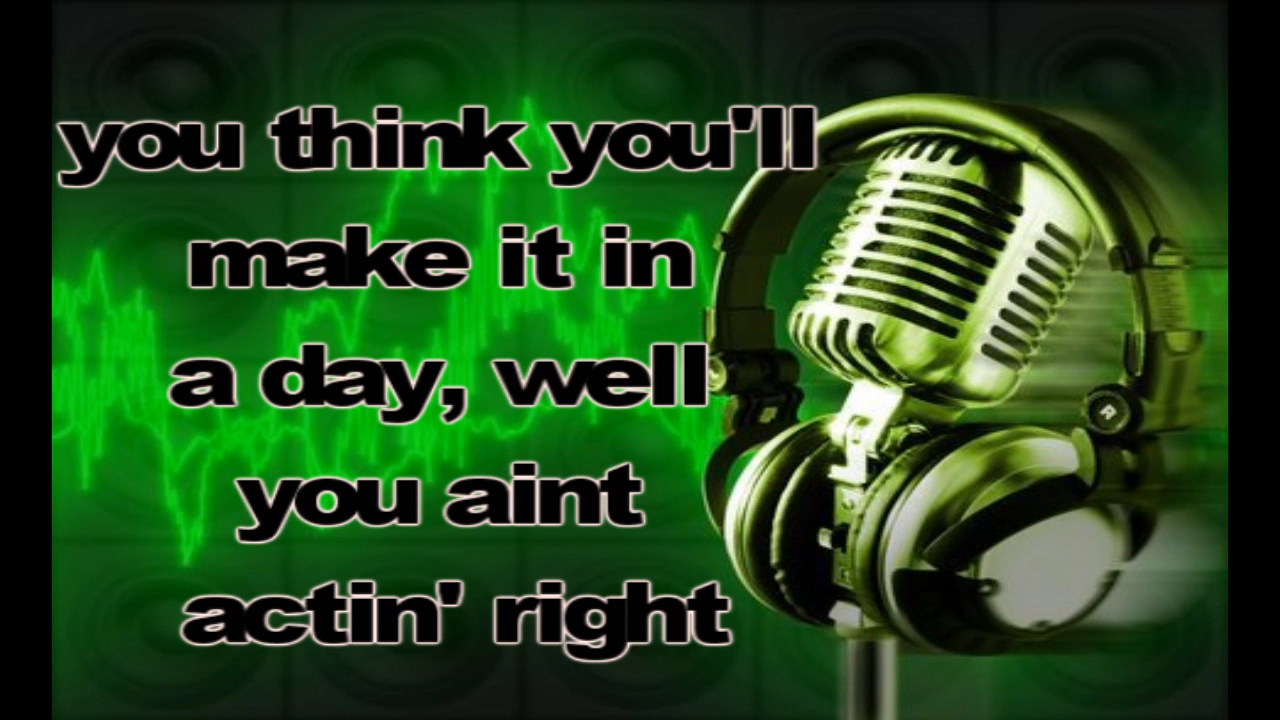 you think you'll
make it in
a day, well
you aint
actin' right
R